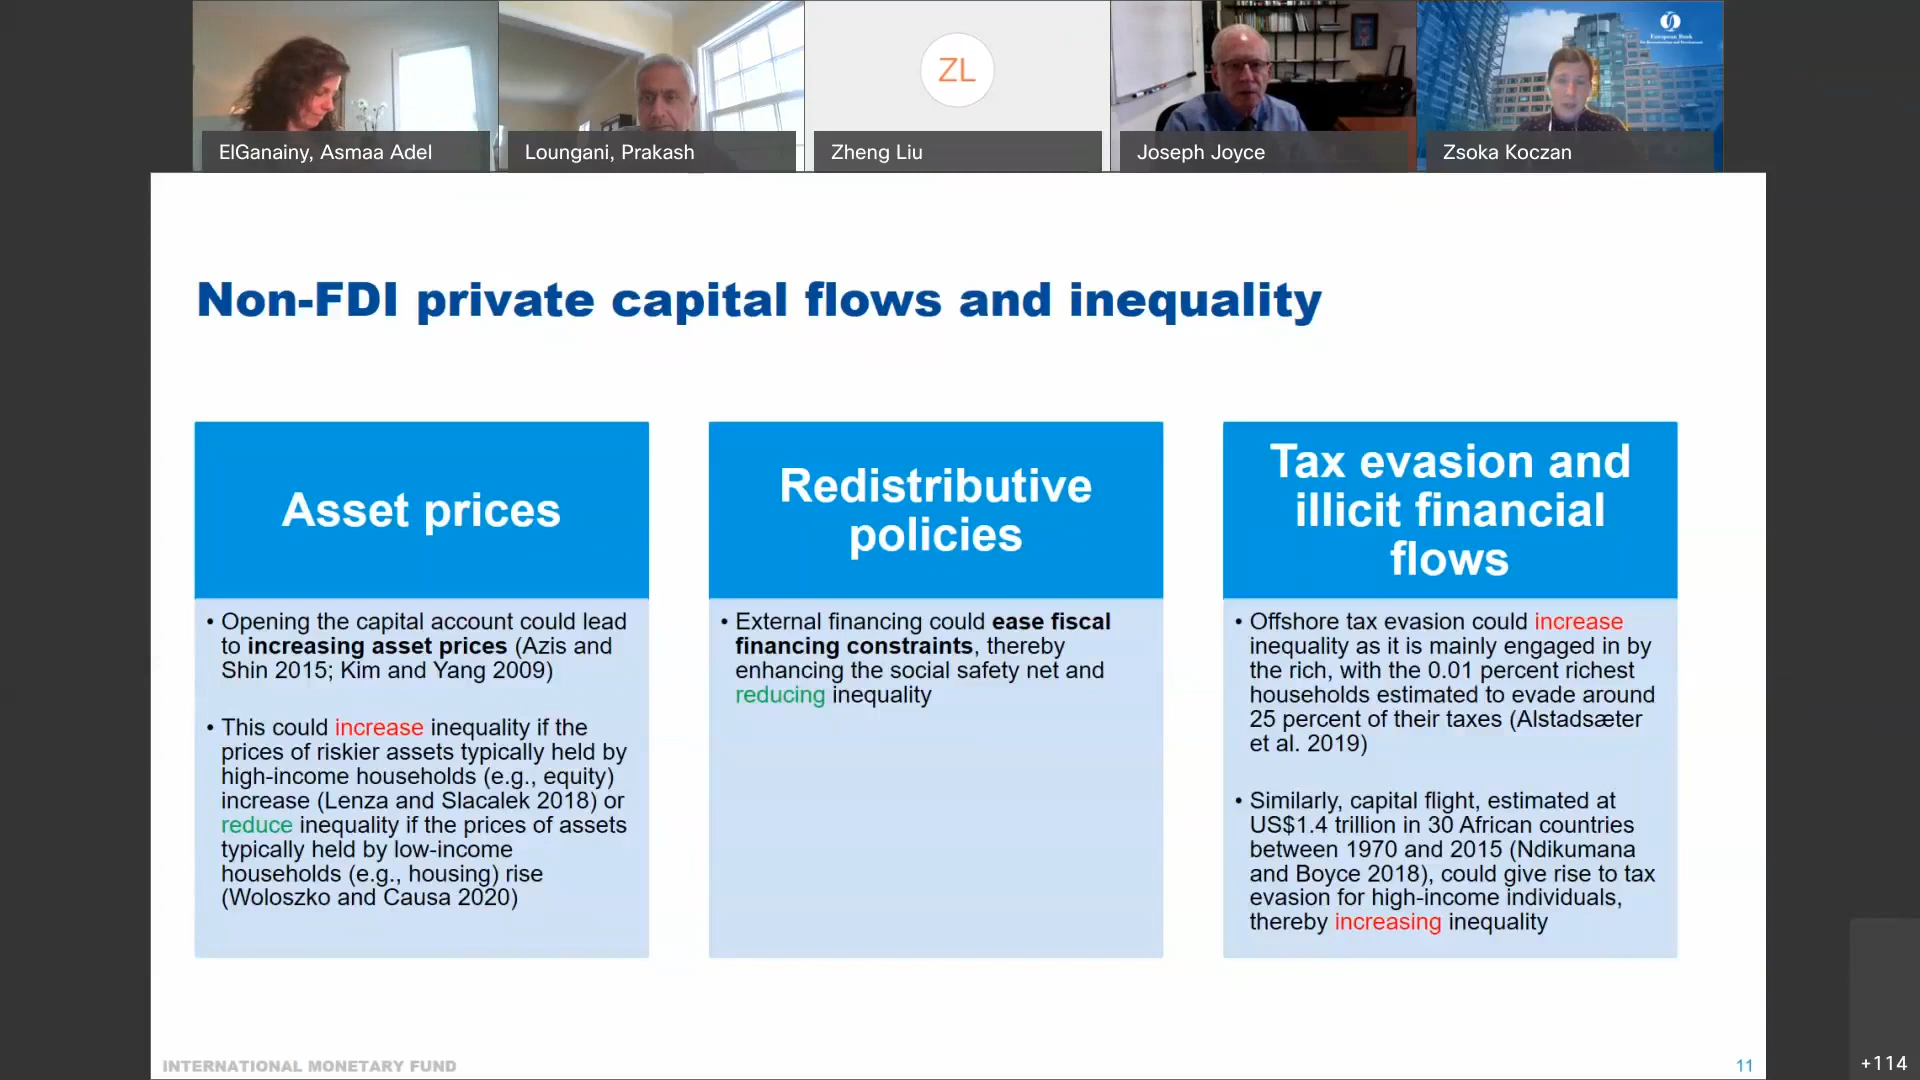 European Bank
for Reconstruction and Development
ZL
ElGanainy, Asmaa Adel
Loungani, Prakash
Zheng Liu
Joseph Joyce
Zsoka Koczan
Non-FDI private capital flows and inequality
Asset prices
• Opening the capital account could lead
to increasing asset prices (Azis and
Shin 2015; Kim and Yang 2009)
• This could increase inequality if the
prices of riskier assets typically held by
high-income households (e.g., equity)
increase (Lenza and Slacalek 2018) or
reduce inequality if the prices of assets
typically held by low-income
households (e.g., housing) rise
(Woloszko and Causa 2020)
Redistributive
policies
• External financing could ease fiscal
financing constraints, thereby
enhancing the social safety net and
reducing inequality
Tax evasion and
illicit financial
flows
• Offshore tax evasion could increase
inequality as it is mainly engaged in by
the rich, with the 0.01 percent richest
households estimated to evade around
25 percent of their taxes (Alstadsæter
et al. 2019)
• Similarly, capital flight, estimated at
US$1.4 trillion in 30 African countries
between 1970 and 2015 (Ndikumana
and Boyce 2018), could give rise to tax
evasion for high-income individuals,
thereby increasing inequality
INTERNATIONAL MONETARY FUND
11
+114